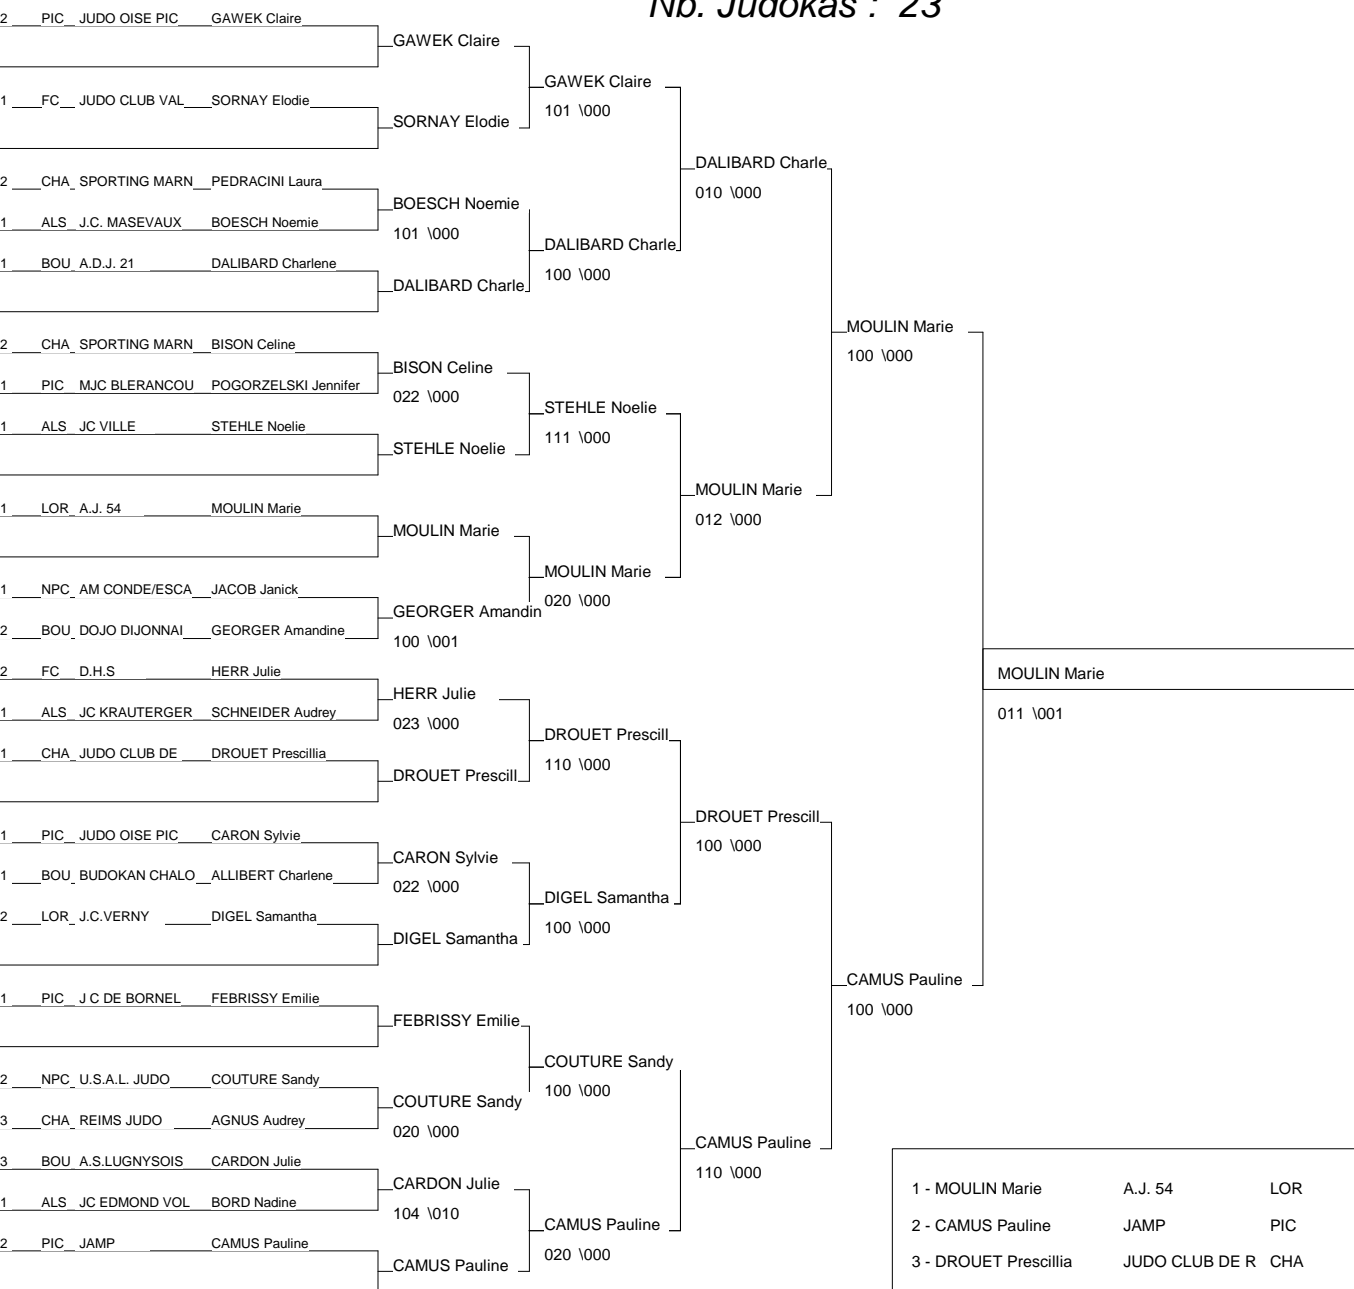 Nb. Judokas : 23
2 PIC JUDO OISE PIC GAWEK Claire
GAWEK Claire
GAWEK Claire
101 \000
1 FC JUDO CLUB VAL SORNAY Elodie
SORNAY Elodie
DALIBARD Charle
010 \000
2 CHA SPORTING MARN PEDRACINI Laura
BOESCH Noemie
101 \000
1 ALS J.C. MASEVAUX BOESCH Noemie
DALIBARD Charle
100 \000
1 BOU A.D.J. 21 DALIBARD Charlene
DALIBARD Charle
MOULIN Marie
100 \000
2 CHA SPORTING MARN BISON Celine
BISON Celine
022 \000
1 PIC MJC BLERANCOU POGORZELSKI Jennifer
STEHLE Noelie
111 \000
1 ALS JC VILLE STEHLE Noelie
STEHLE Noelie
MOULIN Marie
012 \000
1 LOR A.J. 54 MOULIN Marie
MOULIN Marie
MOULIN Marie
020 \000
1 NPC AM CONDE/ESCA JACOB Janick
GEORGER Amandin
100 \001
2 BOU DOJO DIJONNAI GEORGER Amandine
MOULIN Marie
011 \001
2 FC D.H.S HERR Julie
HERR Julie
023 \000
1 ALS JC KRAUTERGER SCHNEIDER Audrey
DROUET Prescill
110 \000
1 CHA JUDO CLUB DE DROUET Prescillia
DROUET Prescill
DROUET Prescill
100 \000
1 PIC JUDO OISE PIC CARON Sylvie
CARON Sylvie
022 \000
1 BOU BUDOKAN CHALO ALLIBERT Charlene
DIGEL Samantha
100 \000
2 LOR J.C.VERNY DIGEL Samantha
DIGEL Samantha
CAMUS Pauline
100 \000
1 PIC J C DE BORNEL FEBRISSY Emilie
FEBRISSY Emilie
COUTURE Sandy
100 \000
2 NPC U.S.A.L. JUDO COUTURE Sandy
COUTURE Sandy
020 \000
3 CHA REIMS JUDO AGNUS Audrey
CAMUS Pauline
110 \000
3 BOU A.S.LUGNYSOIS CARDON Julie
CARDON Julie
104 \010
1 ALS JC EDMOND VOL BORD Nadine
CAMUS Pauline
020 \000
2 PIC JAMP CAMUS Pauline
CAMUS Pauline
1 - MOULIN Marie A.J. 54 LOR
2 - CAMUS Pauline JAMP PIC
3 - DROUET Prescillia JUDO CLUB DE R CHA